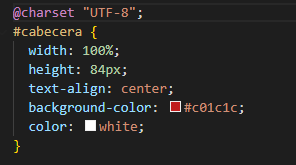 @charset "UTF-8";
#cabecera {
width: 100%;
height: 84px;
text-align: center;
background-color: #c01c1c;
color: white;
}